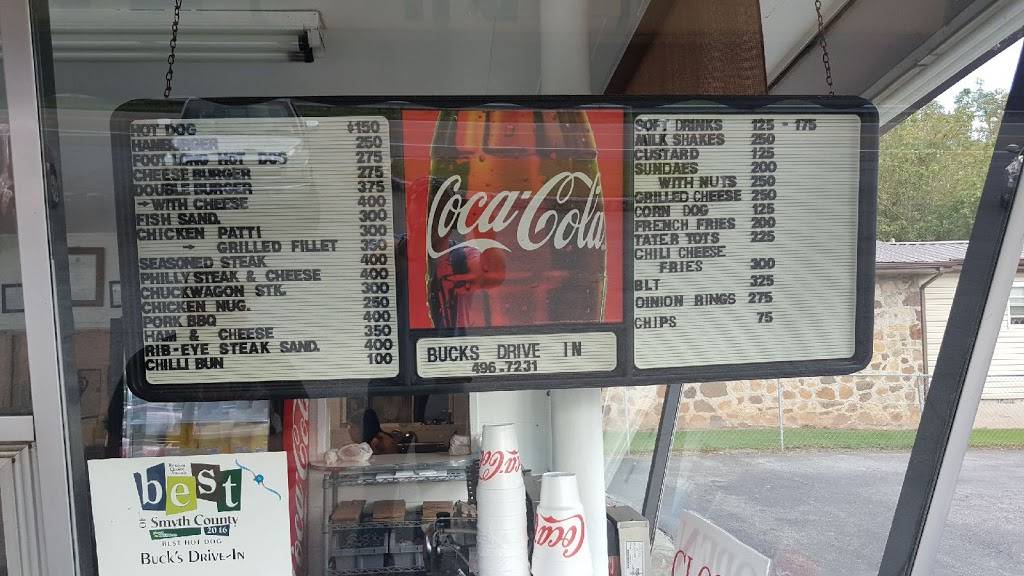 HOT DOG $150
HAMBURGER 250
FOOT LONG HOT DOG 275
CHEESE BURGER 275
DOUBLE BURGER 375
→ WITH CHEESE 400
FISH SAND. 300
CHICKEN PATTI 300
→ GRILLED FILLET 350
SEASONED STEAK 400
PHILLY STEAK & CHEESE 400
CHUCKWAGON STK. 300
CHICKEN NUG. 250
PORK BBQ 400
HAM & CHEESE 350
RIB-EYE STEAK SAND. 400
CHILLI BUN 100
Coca-Cola
BUCKS DRIVE IN
496.7231
SOFT DRINKS 125 - 175
MILK SHAKES 250
CUSTARD 125
SUNDAES 200
WITH NUTS 250
GRILLED CHEESE 250
CORN DOG 125
FRENCH FRIES 200
TATER TOTS 225
CHILI CHEESE
FRIES 300
BLT 325
OINION RINGS 275
CHIPS 75
best
OF
Smyth County
2016
BEST HOT DOG
BUCK'S DRIVE-IN
Coca
Coca